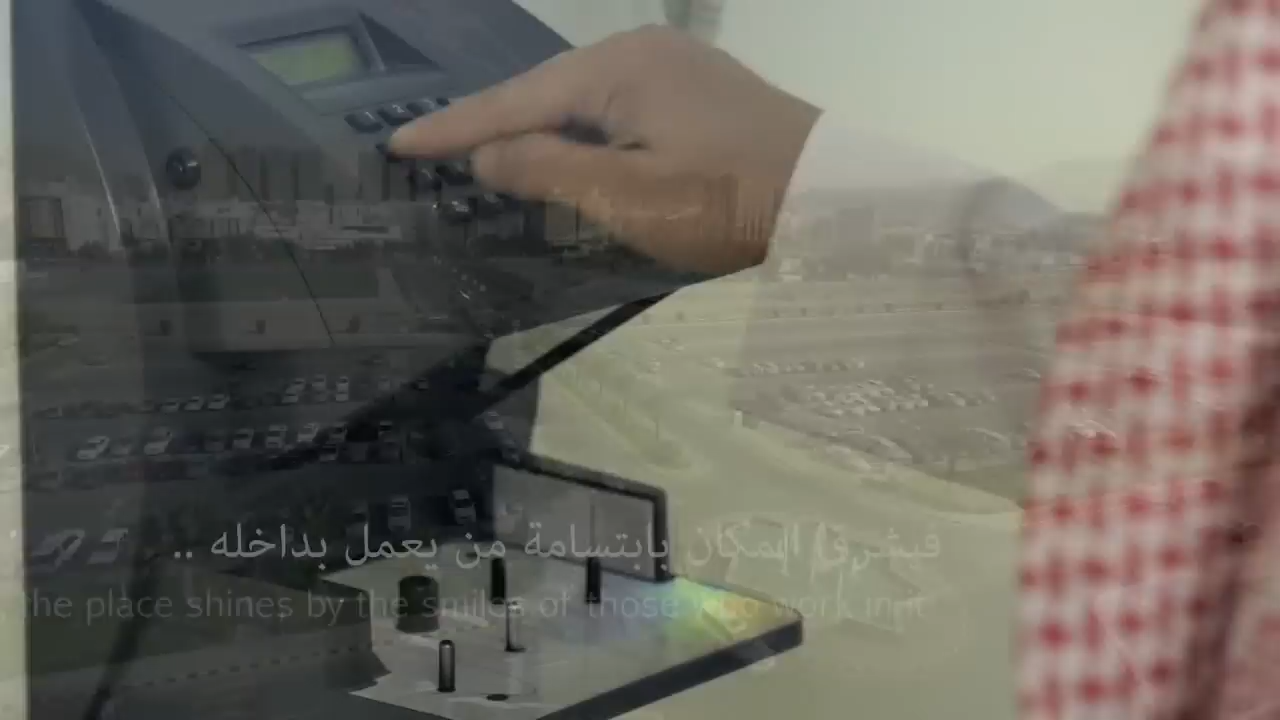 فيشرق المكان بابتسامة من يعمل بداخله ..
the place shines by the smiles of those who work in it